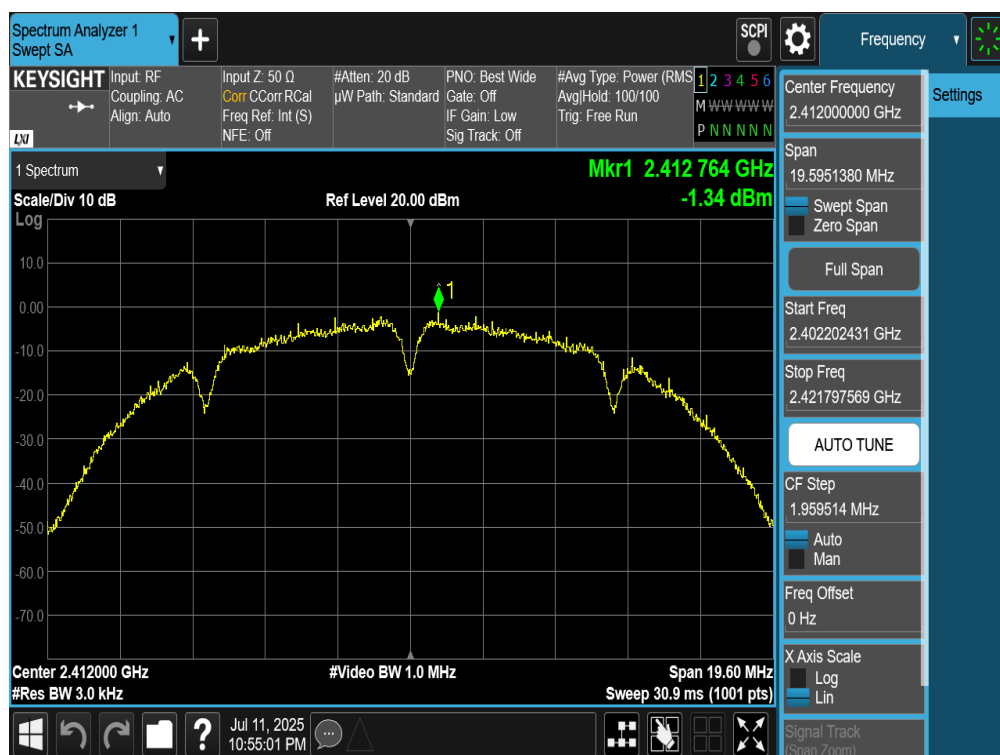 Spectrum Analyzer 1
Swept SA
+
SCPI
Frequency
KEYSIGHT
LXI
Input: RF
Coupling: AC
Align: Auto
Input Z: 50 Ω
Corr CCorr RCal
Freq Ref: Int (S)
NFE: Off
#Atten: 20 dB
µW Path: Standard
PNO: Best Wide
Gate: Off
IF Gain: Low
Sig Track: Off
#Avg Type: Power (RMS
Avg|Hold: 100/100
Trig: Free Run
1 2 3 4 5 6
M W W W W W
P N N N N N
1 Spectrum
Mkr1 2.412 764 GHz
-1.34 dBm
Scale/Div 10 dB
Ref Level 20.00 dBm
Log
10.0
0.00
-10.0
-20.0
-30.0
-40.0
-50.0
-60.0
-70.0
1
Center 2.412000 GHz
#Video BW 1.0 MHz
Span 19.60 MHz
#Res BW 3.0 kHz
Sweep 30.9 ms (1001 pts)
Center Frequency
2.412000000 GHz
Settings
Span
19.5951380 MHz
Swept Span
Zero Span
Full Span
Start Freq
2.402202431 GHz
Stop Freq
2.421797569 GHz
AUTO TUNE
CF Step
1.959514 MHz
Auto
Man
Freq Offset
0 Hz
X Axis Scale
Log
Lin
Signal Track
(Span Zoom)
?
Jul 11, 2025
10:55:01 PM